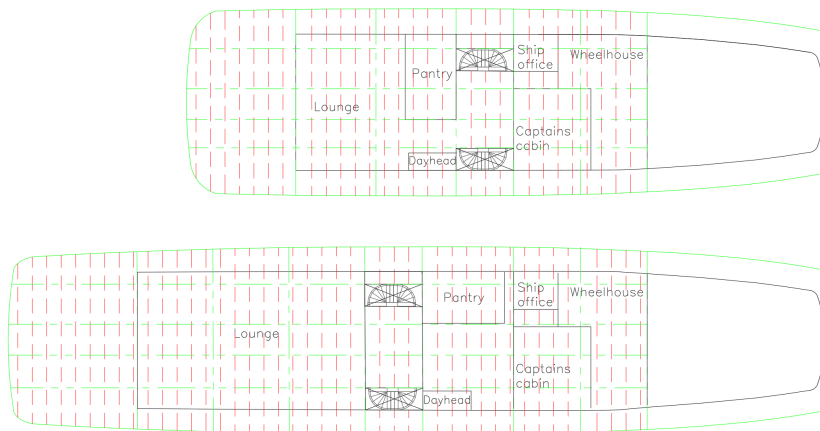 Ship
office
Wheelhouse
Pantry
Lounge
Captains
cabin
Dayhead
Ship
office
Wheelhouse
Pantry
Lounge
Captains
cabin
Dayhead